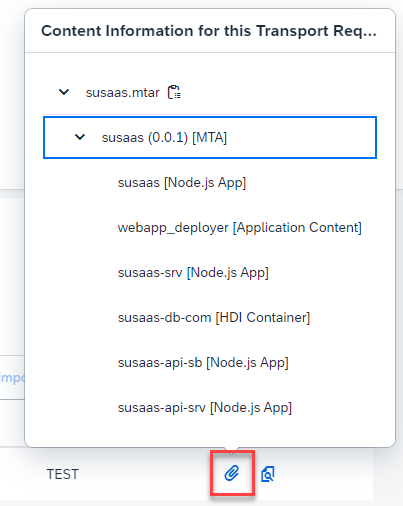 Content Information for this Transport Req...
susaas.mtar
susaas (0.0.1) [MTA]
susaas [Node.js App]
webapp_deployer [Application Content]
susaas-srv [Node.js App]
susaas-db-com [HDI Container]
susaas-api-sb [Node.js App]
susaas-api-srv [Node.js App]
impo
TEST